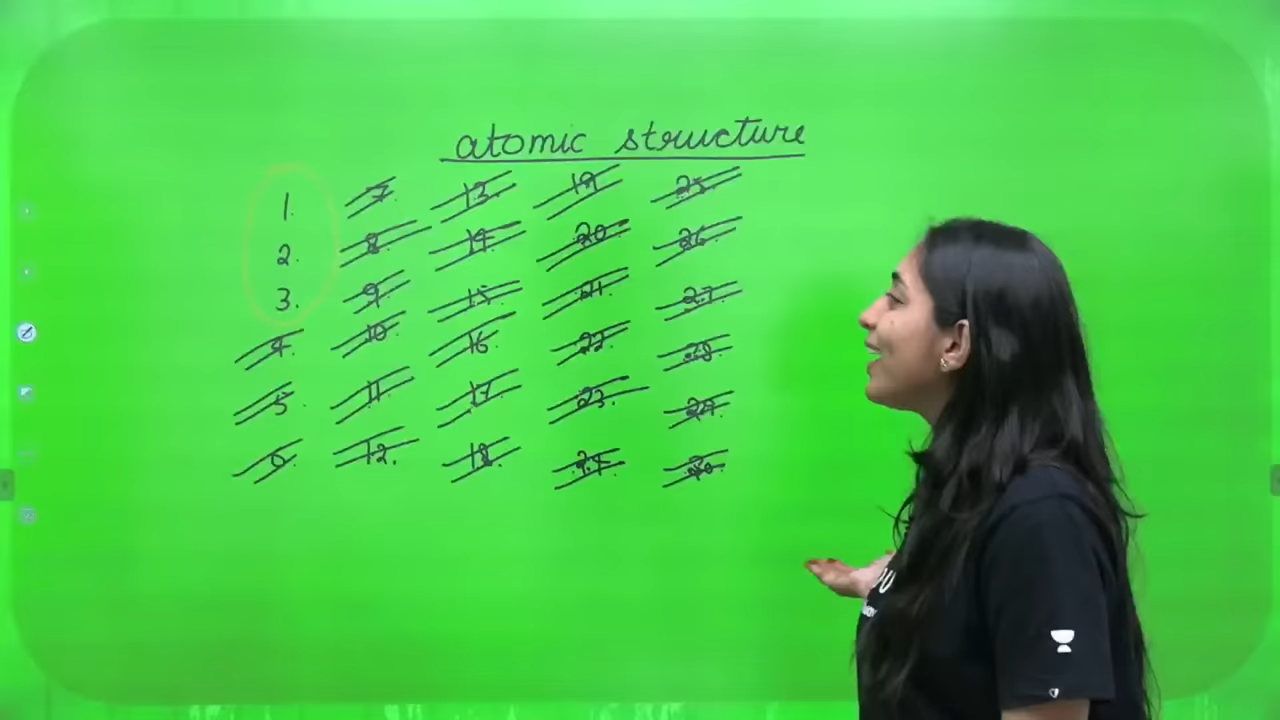 atomic structure
1. 7. 13. 19. 25.
2. 8. 14. 20. 26.
3. 9. 15. 21. 27.
4. 10. 16. 22. 28.
5. 11. 17. 23. 29.
6. 12. 18. 24. 30.